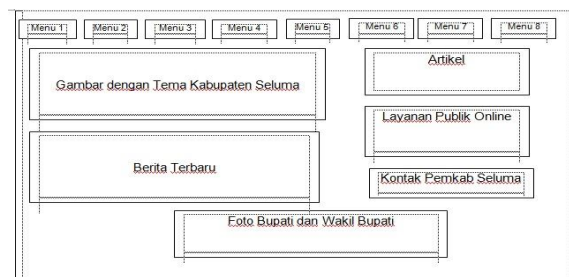 Menu 1
Menu 2
Menu 3
Menu 4
Menu 5
Menu 6
Menu 7
Menu 8
Gambar dengan Tema Kabupaten Seluma
Artikel
Layanan Publik Online
Berita Terbaru
Kontak Pemkab Seluma
Foto Bupati dan Wakil Bupati